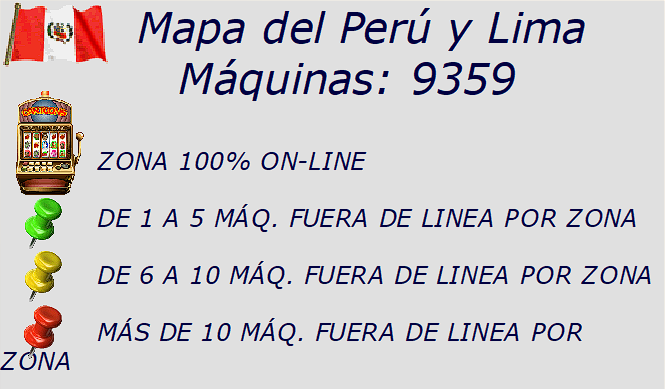 Mapa del Perú y Lima
Máquinas: 9359
ZONA 100% ON-LINE
DE 1 A 5 MÁQ. FUERA DE LINEA POR ZONA
DE 6 A 10 MÁQ. FUERA DE LINEA POR ZONA
MÁS DE 10 MÁQ. FUERA DE LINEA POR
ZONA